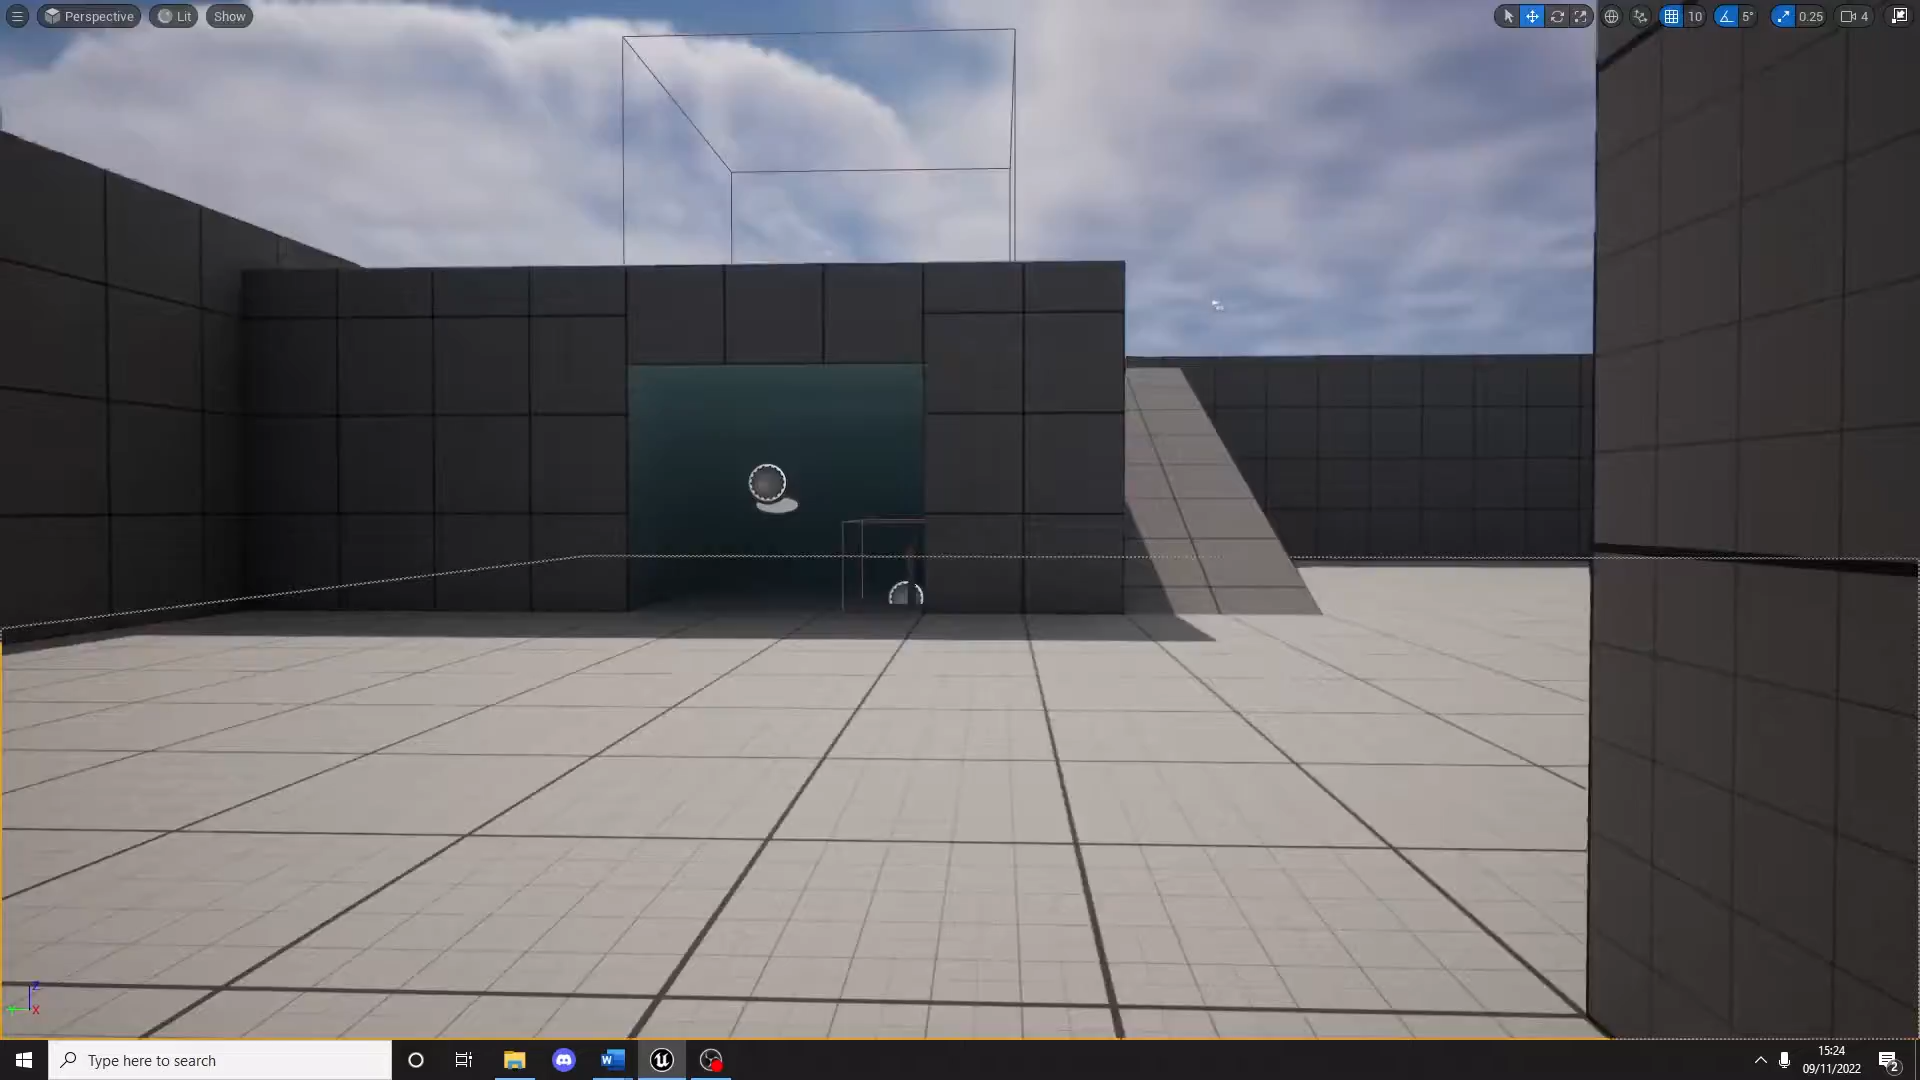 Perspective
Lit
Show
10
5°
0.25
4
Z
Y
X
Type here to search
W
15:24
09/11/2022
2